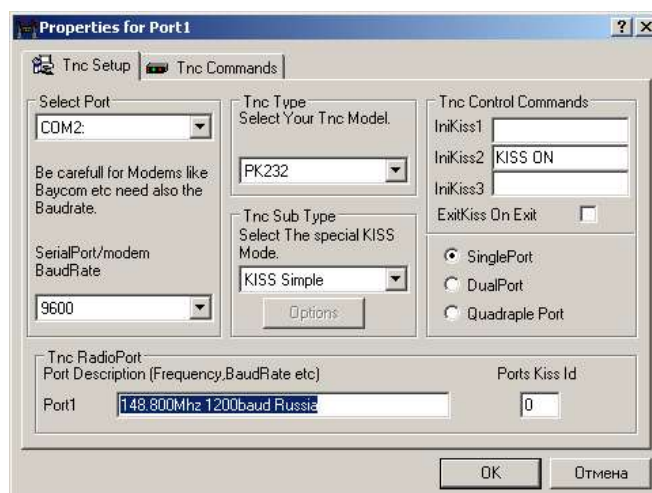 Properties for Port1
Tnc Setup
Tnc Commands
Select Port
COM2:
Be carefull for Modems like
Baycom etc need also the
Baudrate.
SerialPort/modem
BaudRate
9600
Tnc Type
Select Your Tnc Model.
PK232
Tnc Sub Type
Select The special KISS
Mode.
KISS Simple
Options
Tnc Control Commands
IniKiss1
IniKiss2 KISS ON
IniKiss3
ExitKiss On Exit
SinglePort
DualPort
Quadraple Port
Tnc RadioPort
Port Description (Frequency,BaudRate etc)
Ports Kiss Id
Port1 148.800Mhz 1200baud Russia 0
OK
Отмена